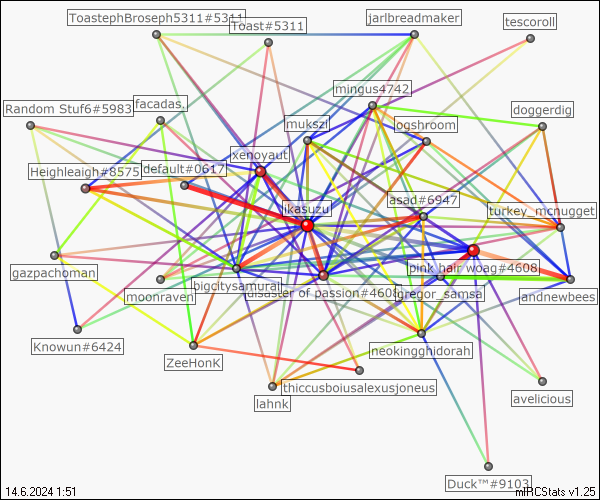 ToastephBroseph5311#5311
Toast#5311
jarlbreadmaker
tescoroll
mingus4742
Random Stuf6#5983
facadas,
doggerdig
mukszi
ogshroom
xenoyaut
Heighleaigh#8575
default#0617
asad#6947
likasuzu
turkey_mcnugget
gazpachoman
pink hair woag#4608
bigcitysamurai
moonraven
disaster of passion#4608
gregor_samsa
andnewbees
Knowun#6424
ZeeHonK
neokingghidorah
thiccusboiusalexusjoneus
lahnk
avelicious
Duck™#9103
14.6.2024 1:51
mIRCStats v1.25